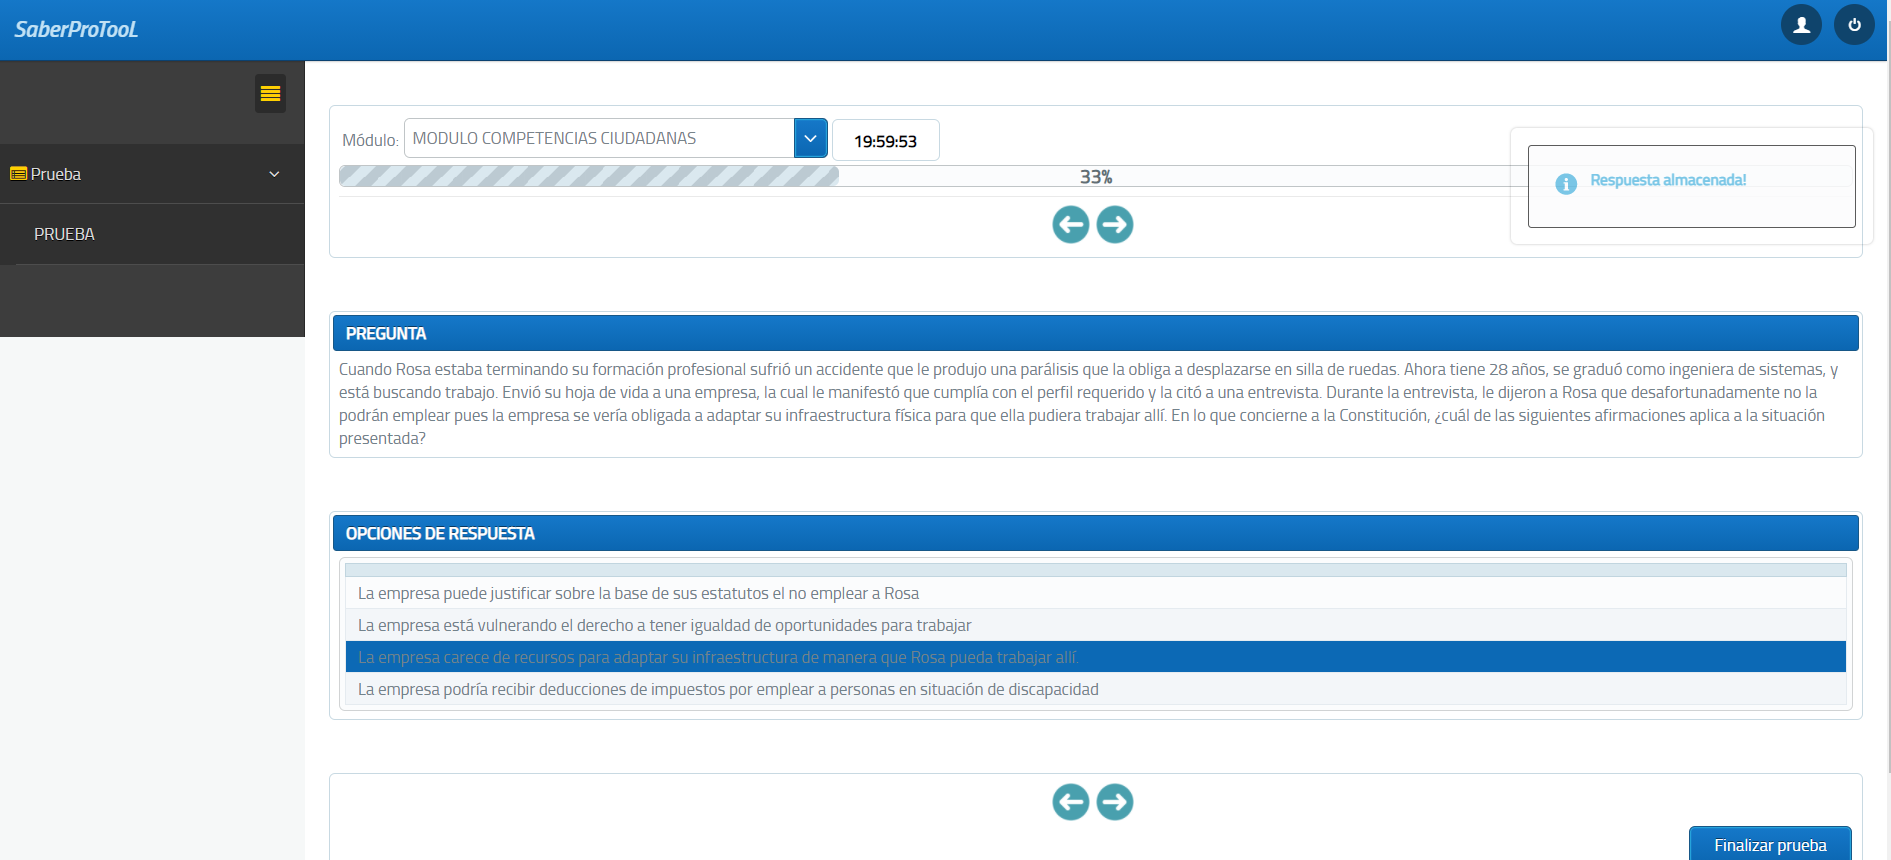 SaberProTooL
Prueba
PRUEBA
Módulo: MODULO COMPETENCIAS CIUDADANAS 19:59:53
33%
Respuesta almacenada!
PREGUNTA
Cuando Rosa estaba terminando su formación profesional sufrió un accidente que le produjo una parálisis que la obliga a desplazarse en silla de ruedas. Ahora tiene 28 años, se graduó como ingeniera de sistemas, y
está buscando trabajo. Envió su hoja de vida a una empresa, la cual le manifestó que cumplía con el perfil requerido y la citó a una entrevista. Durante la entrevista, le dijeron a Rosa que desafortunadamente no la
podrán emplear pues la empresa se vería obligada a adaptar su infraestructura física para que ella pudiera trabajar allí. En lo que concierne a la Constitución, ¿cuál de las siguientes afirmaciones aplica a la situación
presentada?
OPCIONES DE RESPUESTA
La empresa puede justificar sobre la base de sus estatutos el no emplear a Rosa
La empresa está vulnerando el derecho a tener igualdad de oportunidades para trabajar
La empresa carece de recursos para adaptar su infraestructura de manera que Rosa pueda trabajar allí.
La empresa podría recibir deducciones de impuestos por emplear a personas en situación de discapacidad
Finalizar prueba